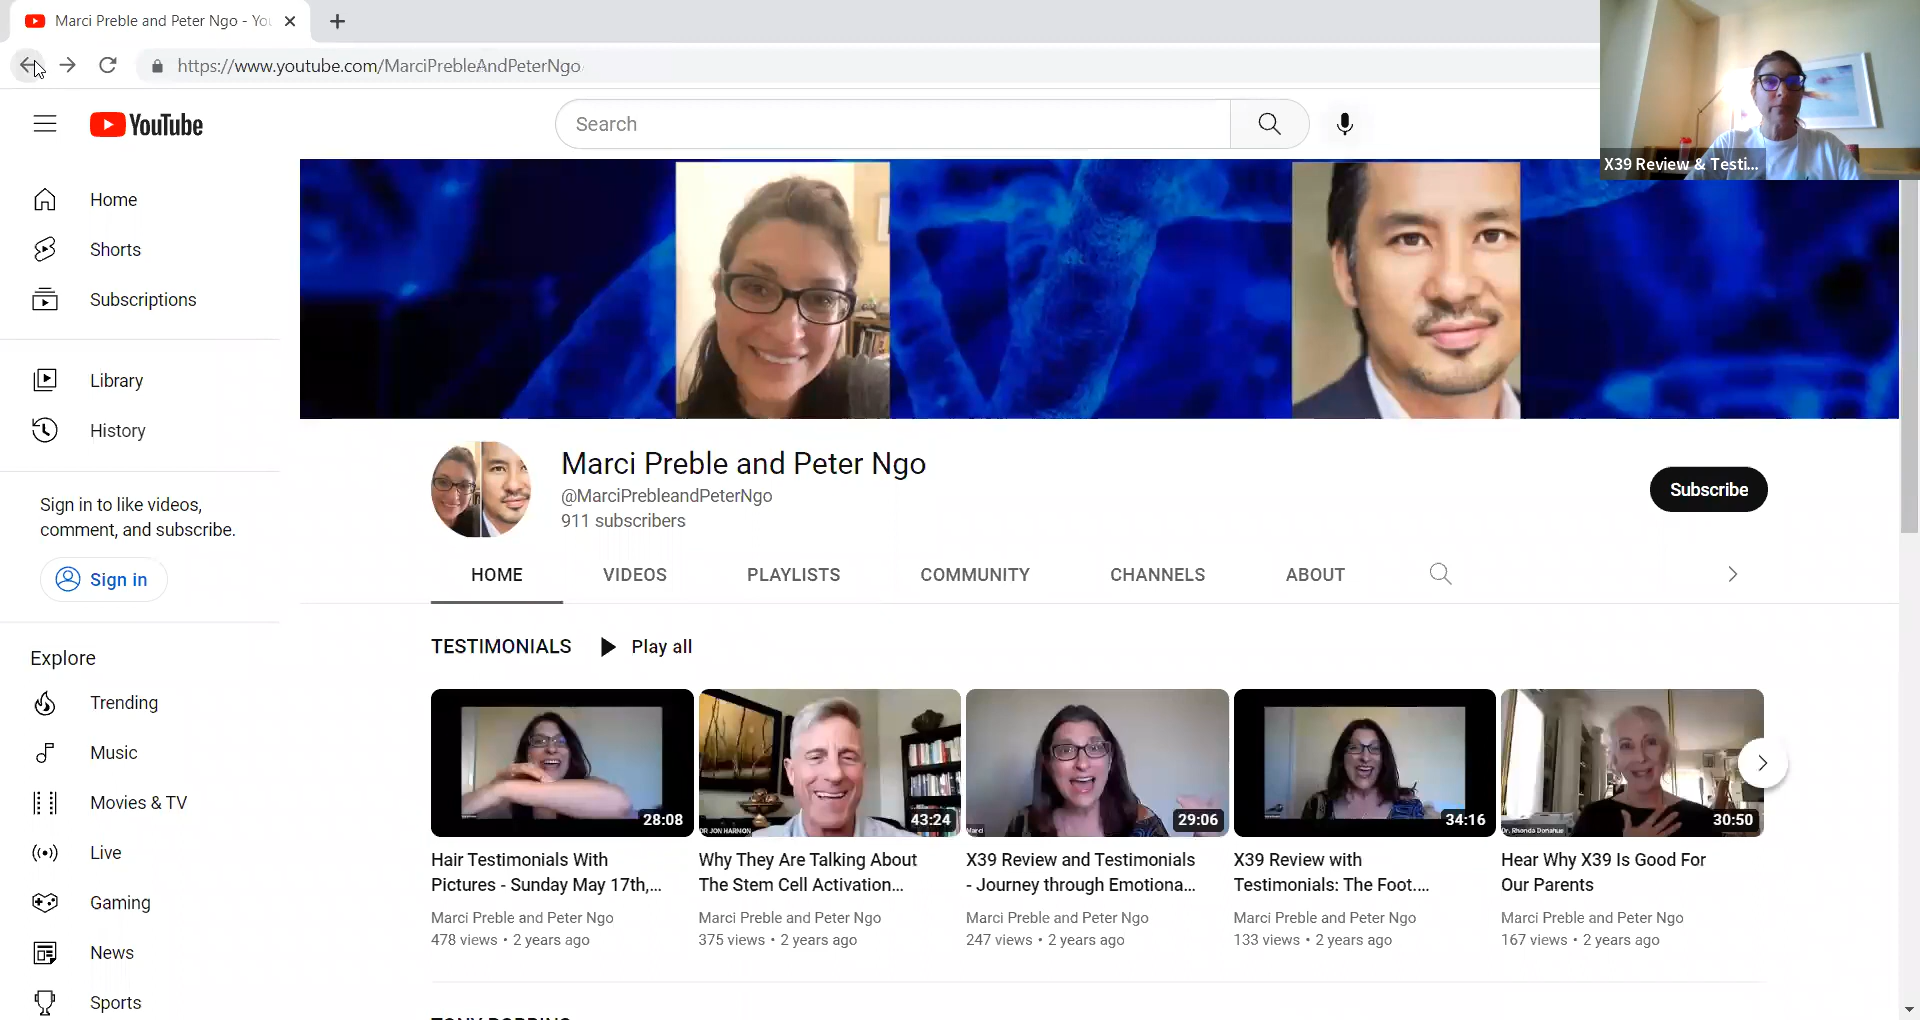 Marci Preble and Peter Ngo - You
https://www.youtube.com/MarciPrebleAndPeterNgo
YouTube
Search
X39 Review & Testi...
Home
Shorts
Subscriptions
Library
History
Sign in to like videos,
comment, and subscribe.
Sign in
Explore
Trending
Music
Movies & TV
Live
Gaming
News
Sports
Marci Preble and Peter Ngo
@MarciPrebleandPeterNgo
911 subscribers
Subscribe
HOME VIDEOS PLAYLISTS COMMUNITY CHANNELS ABOUT
TESTIMONIALS Play all
28:08
Hair Testimonials With
Pictures - Sunday May 17th,...
Marci Preble and Peter Ngo
478 views • 2 years ago
DR JON HARMON
43:24
Why They Are Talking About
The Stem Cell Activation...
Marci Preble and Peter Ngo
375 views • 2 years ago
Marci
29:06
X39 Review and Testimonials
- Journey through Emotiona...
Marci Preble and Peter Ngo
247 views • 2 years ago
34:16
X39 Review with
Testimonials: The Foot....
Marci Preble and Peter Ngo
133 views • 2 years ago
Dr. Rhonda Donahue
30:50
Hear Why X39 Is Good For
Our Parents
Marci Preble and Peter Ngo
167 views • 2 years ago